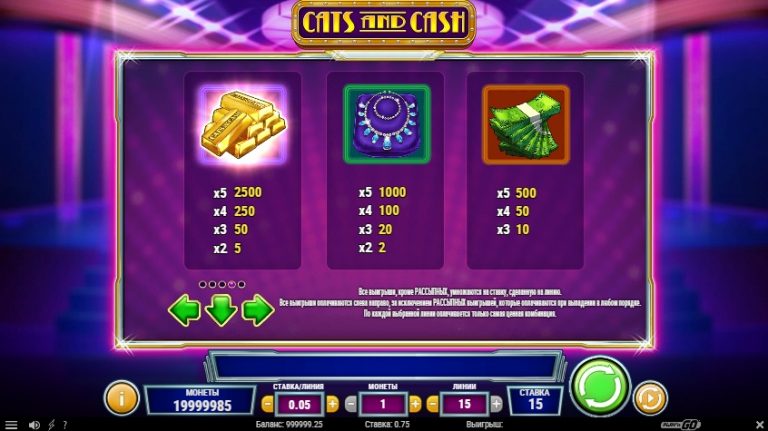 CATS AND CASH
x5 2500
x4 250
x3 50
x2 5
x5 1000
x4 100
x3 20
x2 2
x5 500
x4 50
x3 10
Все выигрыши, кроме РАССЫПНЫХ, умножаются на ставку, сделанную на линию.
Все выигрыши оплачиваются слева направо, за исключением РАССЫПНЫХ выигрышей, которые оплачиваются при выпадении в любом порядке.
По каждой выбранной линии оплачивается только самая ценная комбинация.
МОНЕТЫ
19999985
СТАВКА/ЛИНИЯ
0.05
МОНЕТЫ
1
ЛИНИИ
15
СТАВКА
15
Баланс: 999999.25
Ставка: 0.75
Выигрыш:
? 
PLAY'N GO